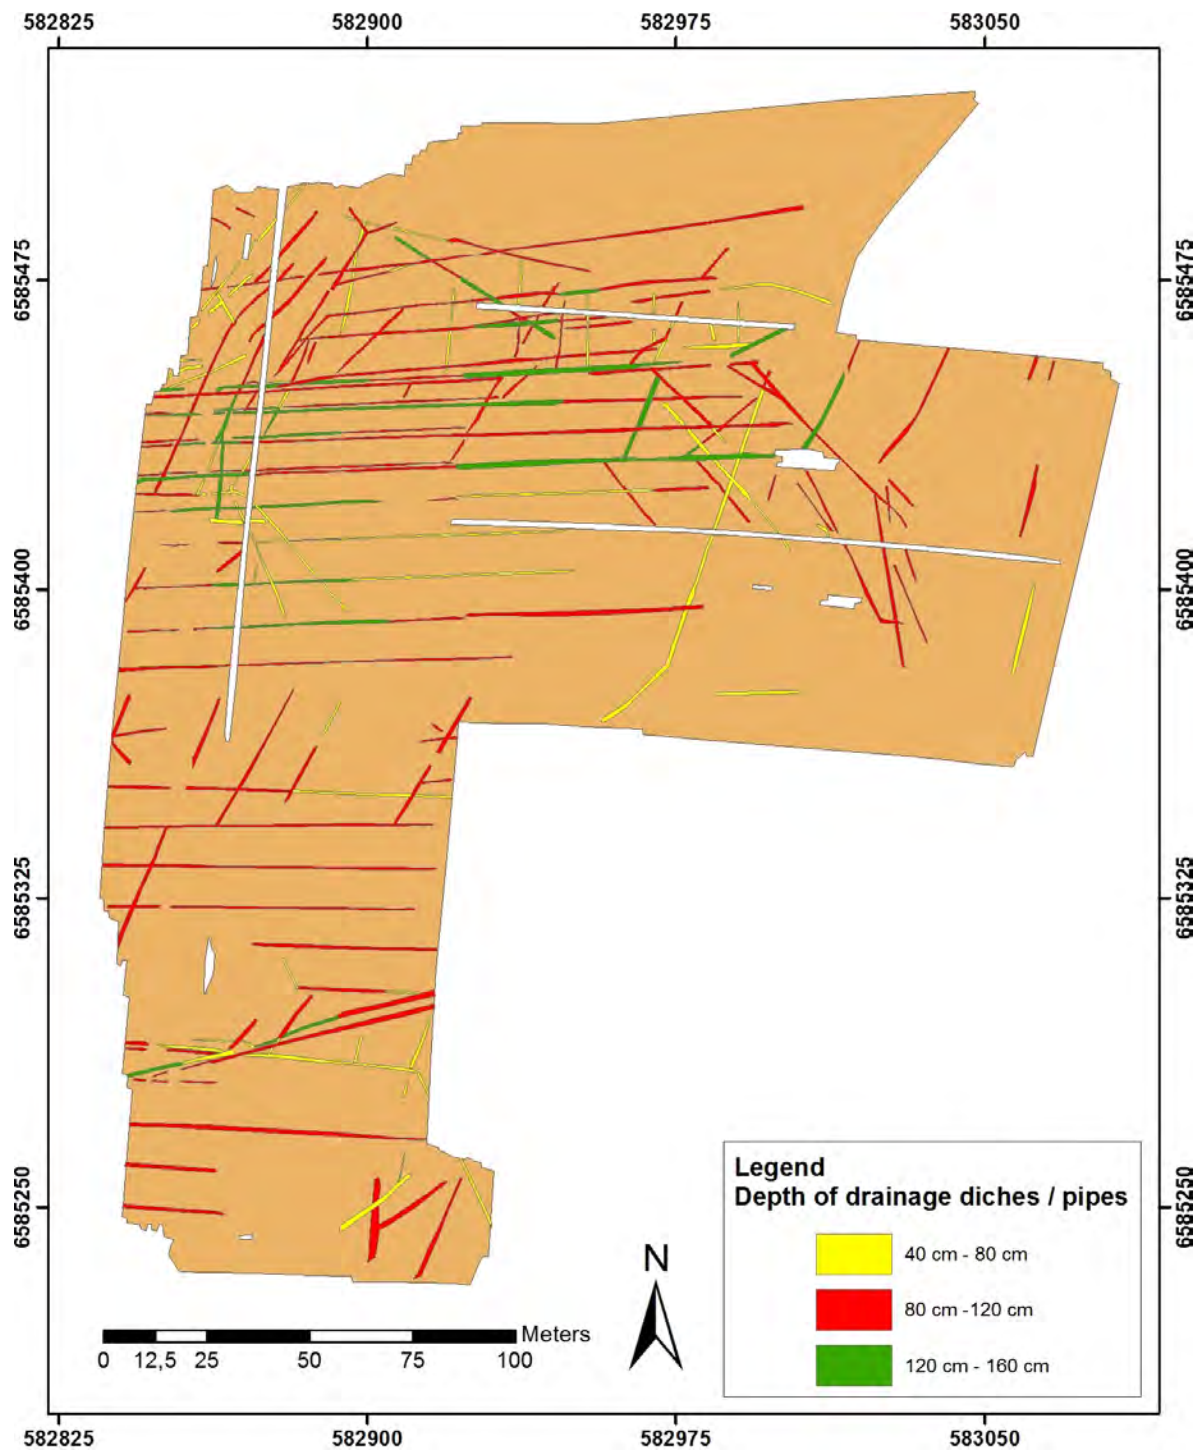 582825 582900 582975 583050
6585475 6585475
6585400 6585400
6585325 6585325
6585250 6585250
Legend
Depth of drainage diches / pipes
40 cm - 80 cm
80 cm -120 cm
120 cm - 160 cm
N
Meters
0 12,5 25 50 75 100
582825 582900 582975 583050